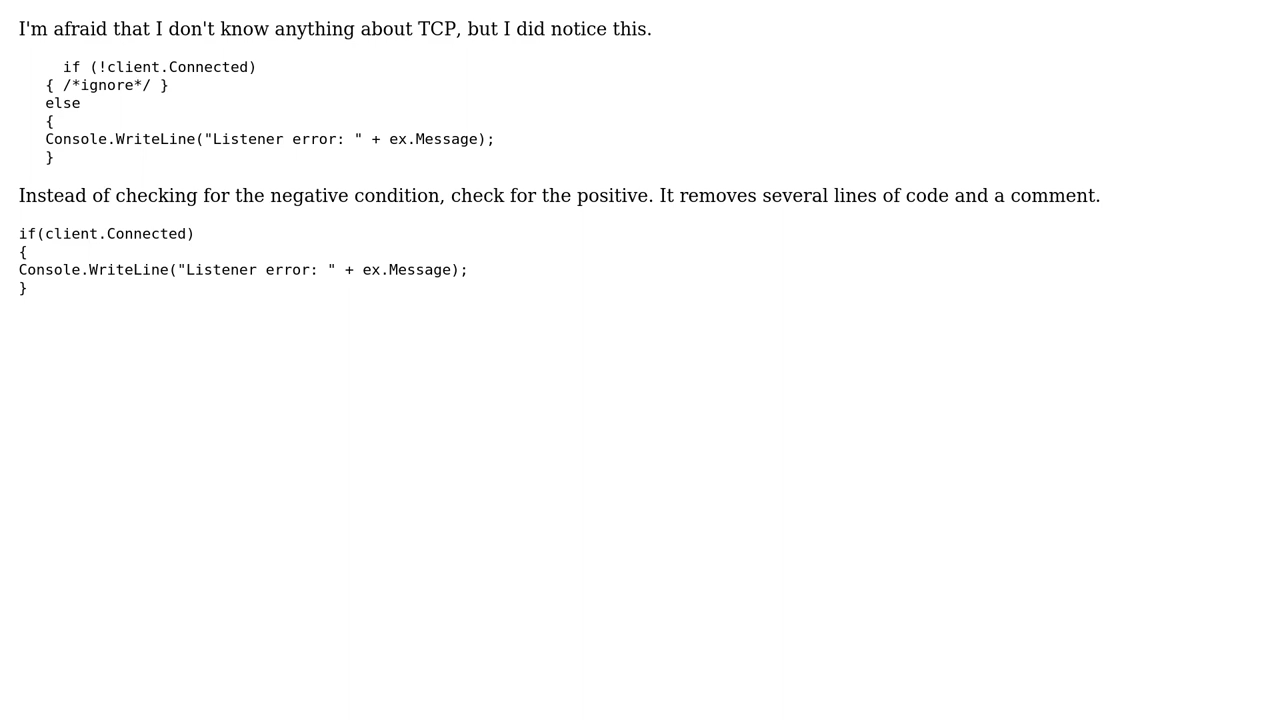 I'm afraid that I don't know anything about TCP, but I did notice this.
     if (!client.Connected)
   { /*ignore*/ }
   else
   {
   Console.WriteLine("Listener error: " + ex.Message);
   }
Instead of checking for the negative condition, check for the positive. It removes several lines of code and a comment.
if(client.Connected)
{
Console.WriteLine("Listener error: " + ex.Message);
}